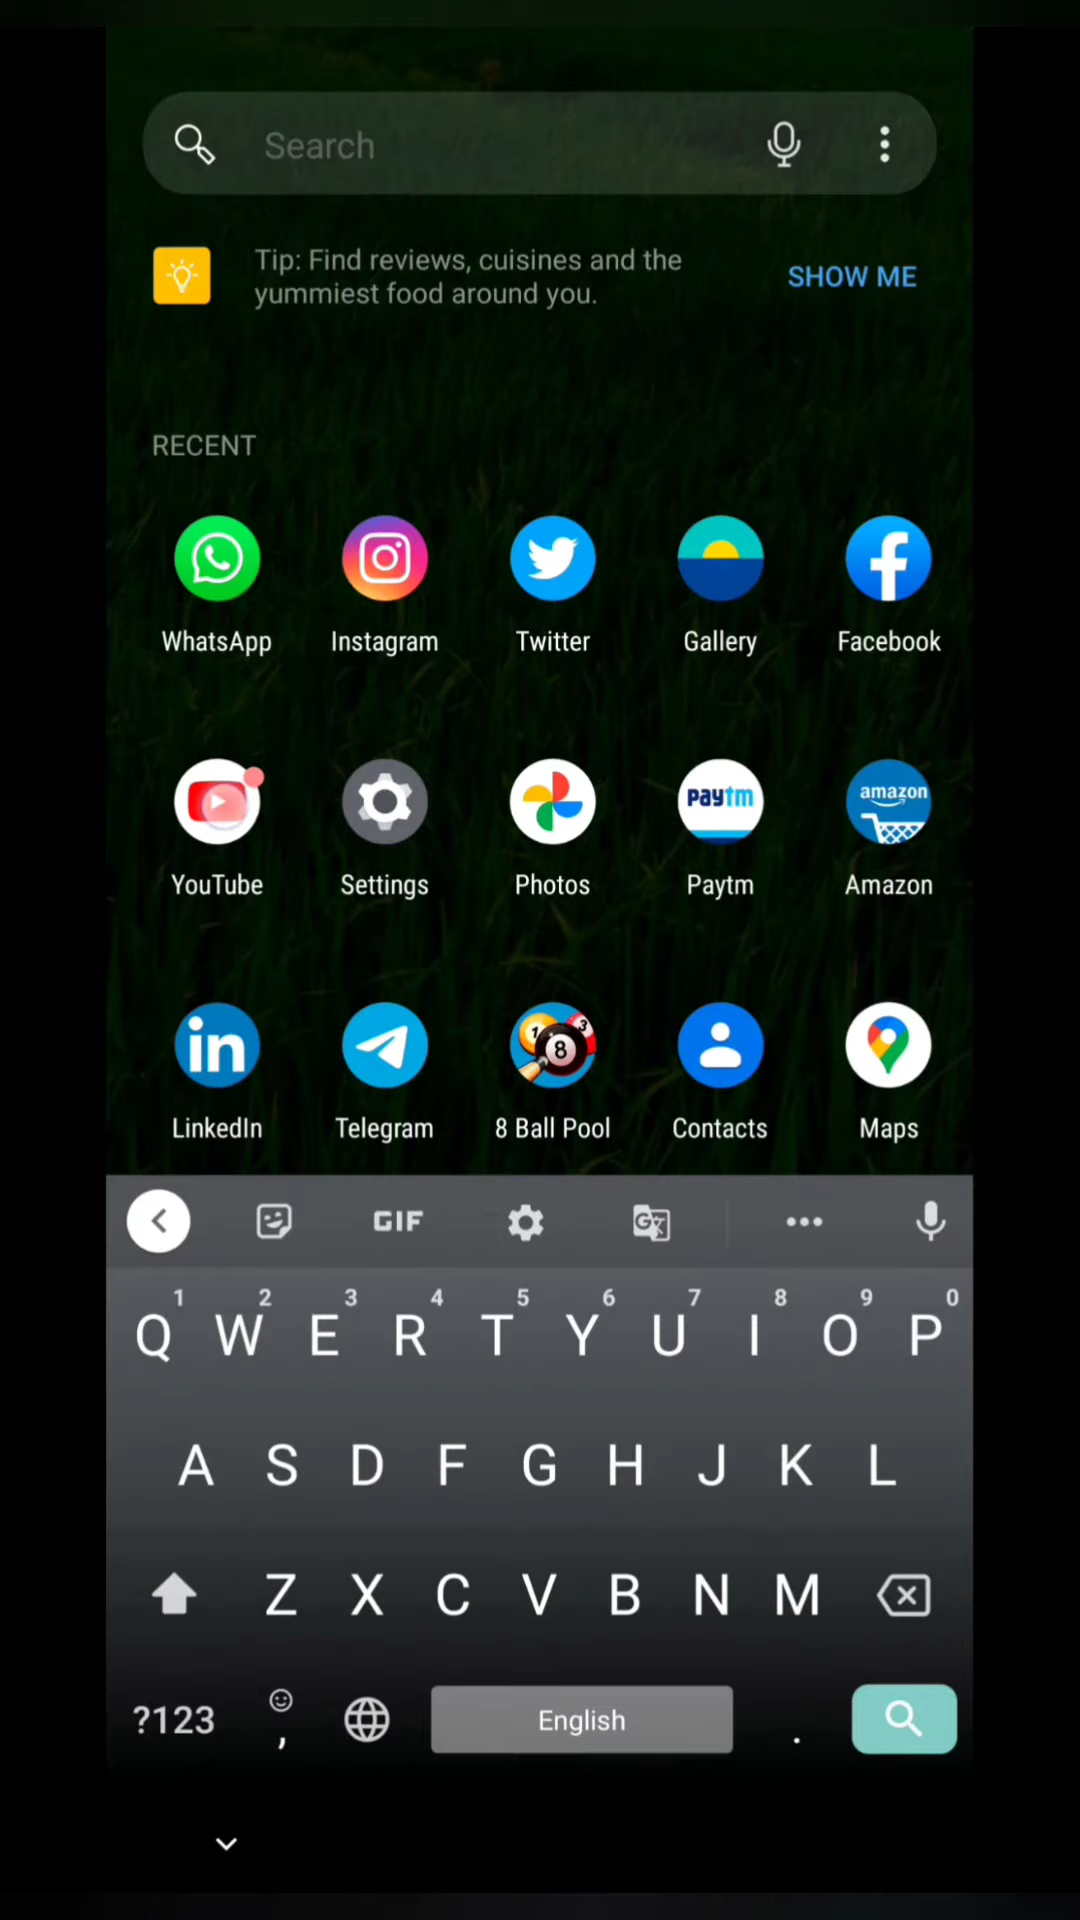 Search
Tip: Find reviews, cuisines and the
yummiest food around you.
SHOW ME
RECENT
WhatsApp Instagram Twitter Gallery Facebook
paytm amazon
YouTube Settings Photos Paytm Amazon
in 1 8 3
LinkedIn Telegram 8 Ball Pool Contacts Maps
GIF G
1 2 3 4 5 6 7 8 9 0
Q W E R T Y U I O P
A S D F G H J K L
Z X C V B N M
?123 , English .